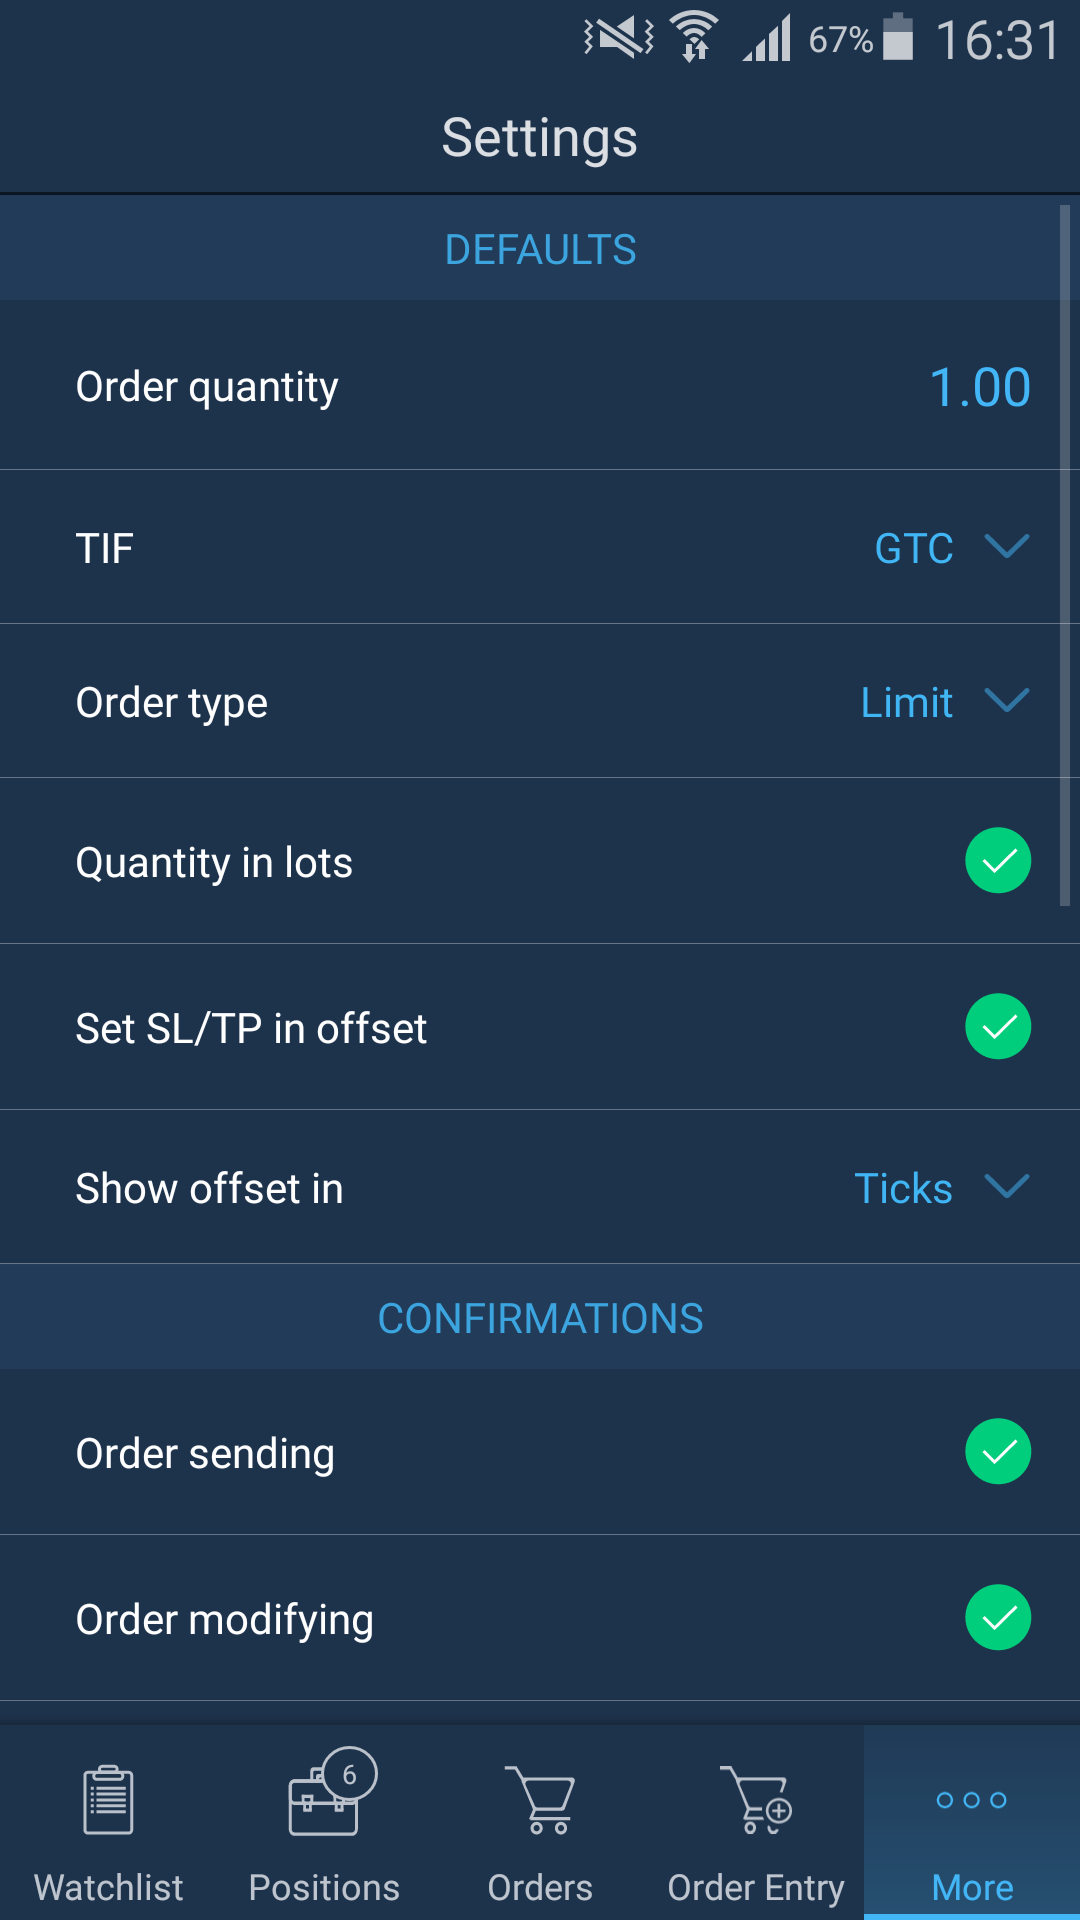 67% 16:31
Settings
DEFAULTS
Order quantity 1.00
TIF GTC
Order type Limit
Quantity in lots
Set SL/TP in offset
Show offset in Ticks
CONFIRMATIONS
Order sending
Order modifying
6
Watchlist Positions Orders Order Entry More